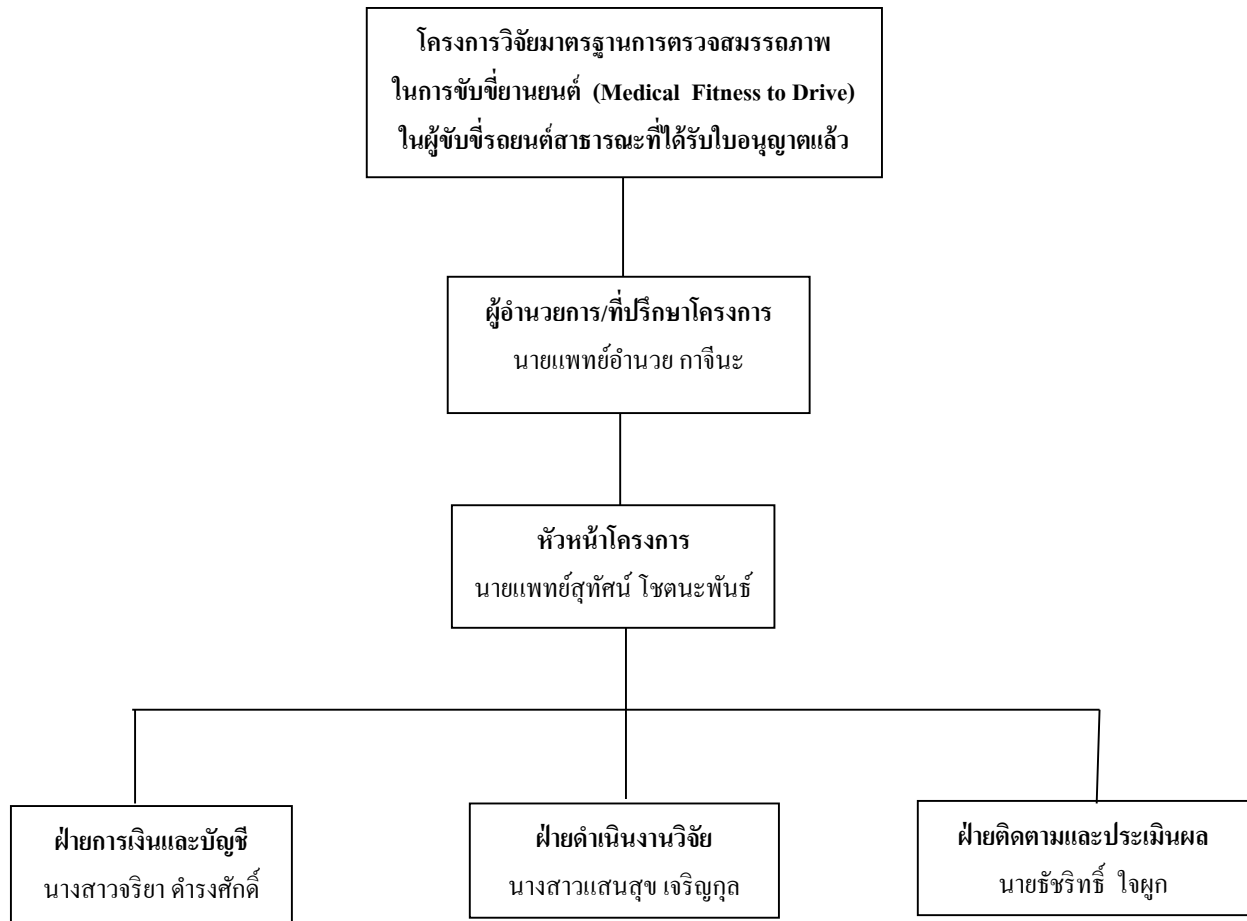 โครงการวิจัยมาตรฐานการตรวจสมรรถภาพ
ในการขับขี่ยานยนต์ (Medical Fitness to Drive)
ในผู้ขับขี่รถยนต์สาธารณะที่ได้รับใบอนุญาตแล้ว
ผู้อำนวยการ/ที่ปรึกษาโครงการ
นายแพทย์อำนวย กาจีนะ
หัวหน้าโครงการ
นายแพทย์สุทัศน์ โชตนะพันธ์
ฝ่ายการเงินและบัญชี
นางสาวจริยา ดำรงศักดิ์
ฝ่ายดำเนินงานวิจัย
นางสาวแสนสุข เจริญกุล
ฝ่ายติดตามและประเมินผล
นายธัชริทธิ์ ใจผูก